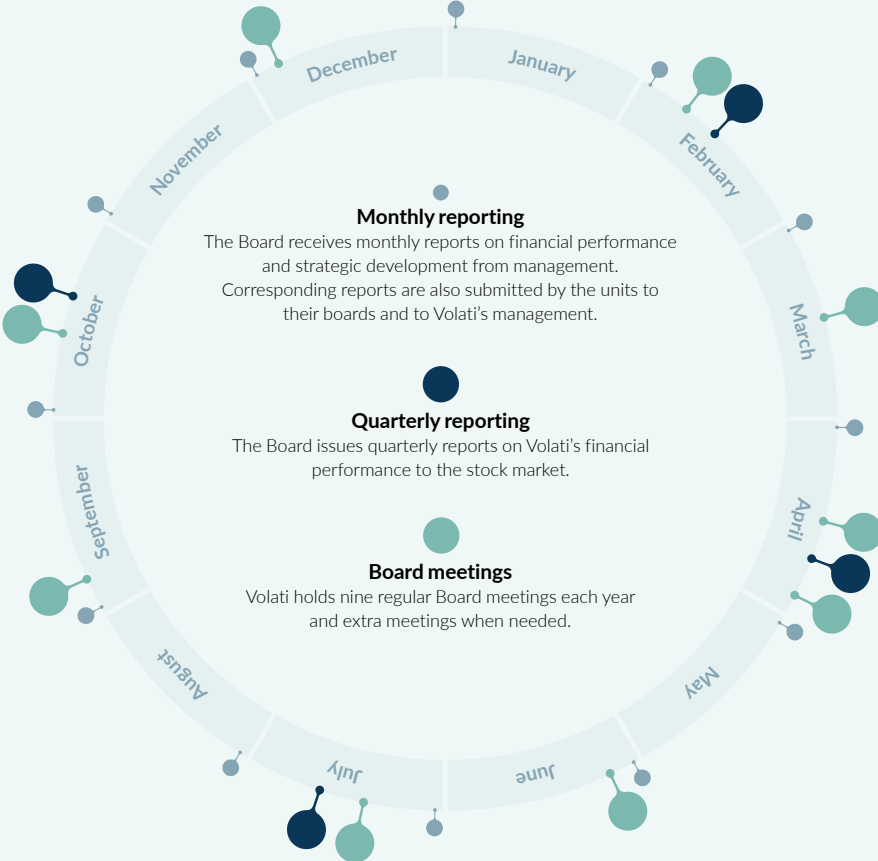 December
January
November
February
Monthly reporting
The Board receives monthly reports on financial performance
and strategic development from management.
Corresponding reports are also submitted by the units to
their boards and to Volati’s management.
October
March
Quarterly reporting
The Board issues quarterly reports on Volati’s financial
performance to the stock market.
September
April
Board meetings
Volati holds nine regular Board meetings each year
and extra meetings when needed.
August
May
July
June